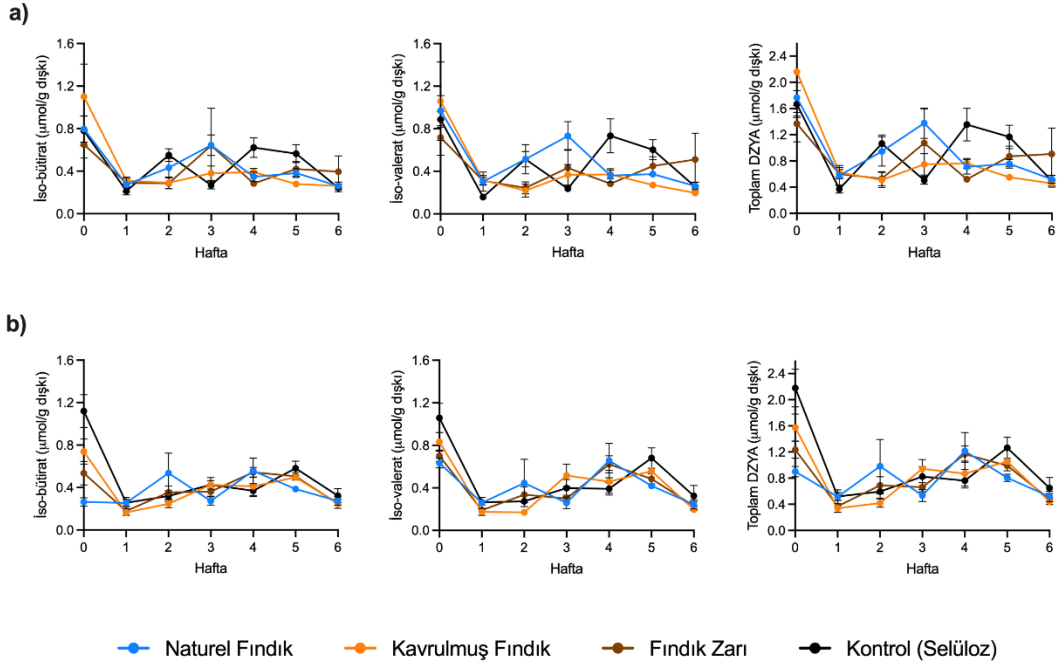 a)
İso-bütirat (µmol/g dışkı)
1.6
1.2
0.8
0.4
0.0
0 1 2 3 4 5 6
Hafta
İso-valerat (µmol/g dışkı)
1.6
1.2
0.8
0.4
0.0
0 1 2 3 4 5 6
Hafta
Toplam DZYA (µmol/g dışkı)
2.4
2.0
1.6
1.2
0.8
0.4
0.0
0 1 2 3 4 5 6
Hafta
b)
İso-bütirat (µmol/g dışkı)
1.6
1.2
0.8
0.4
0.0
0 1 2 3 4 5 6
Hafta
İso-valerat (µmol/g dışkı)
1.6
1.2
0.8
0.4
0.0
0 1 2 3 4 5 6
Hafta
Toplam DZYA (µmol/g dışkı)
2.4
2.0
1.6
1.2
0.8
0.4
0.0
0 1 2 3 4 5 6
Hafta
Naturel Fındık Kavrulmuş Fındık Fındık Zarı Kontrol (Selüloz)